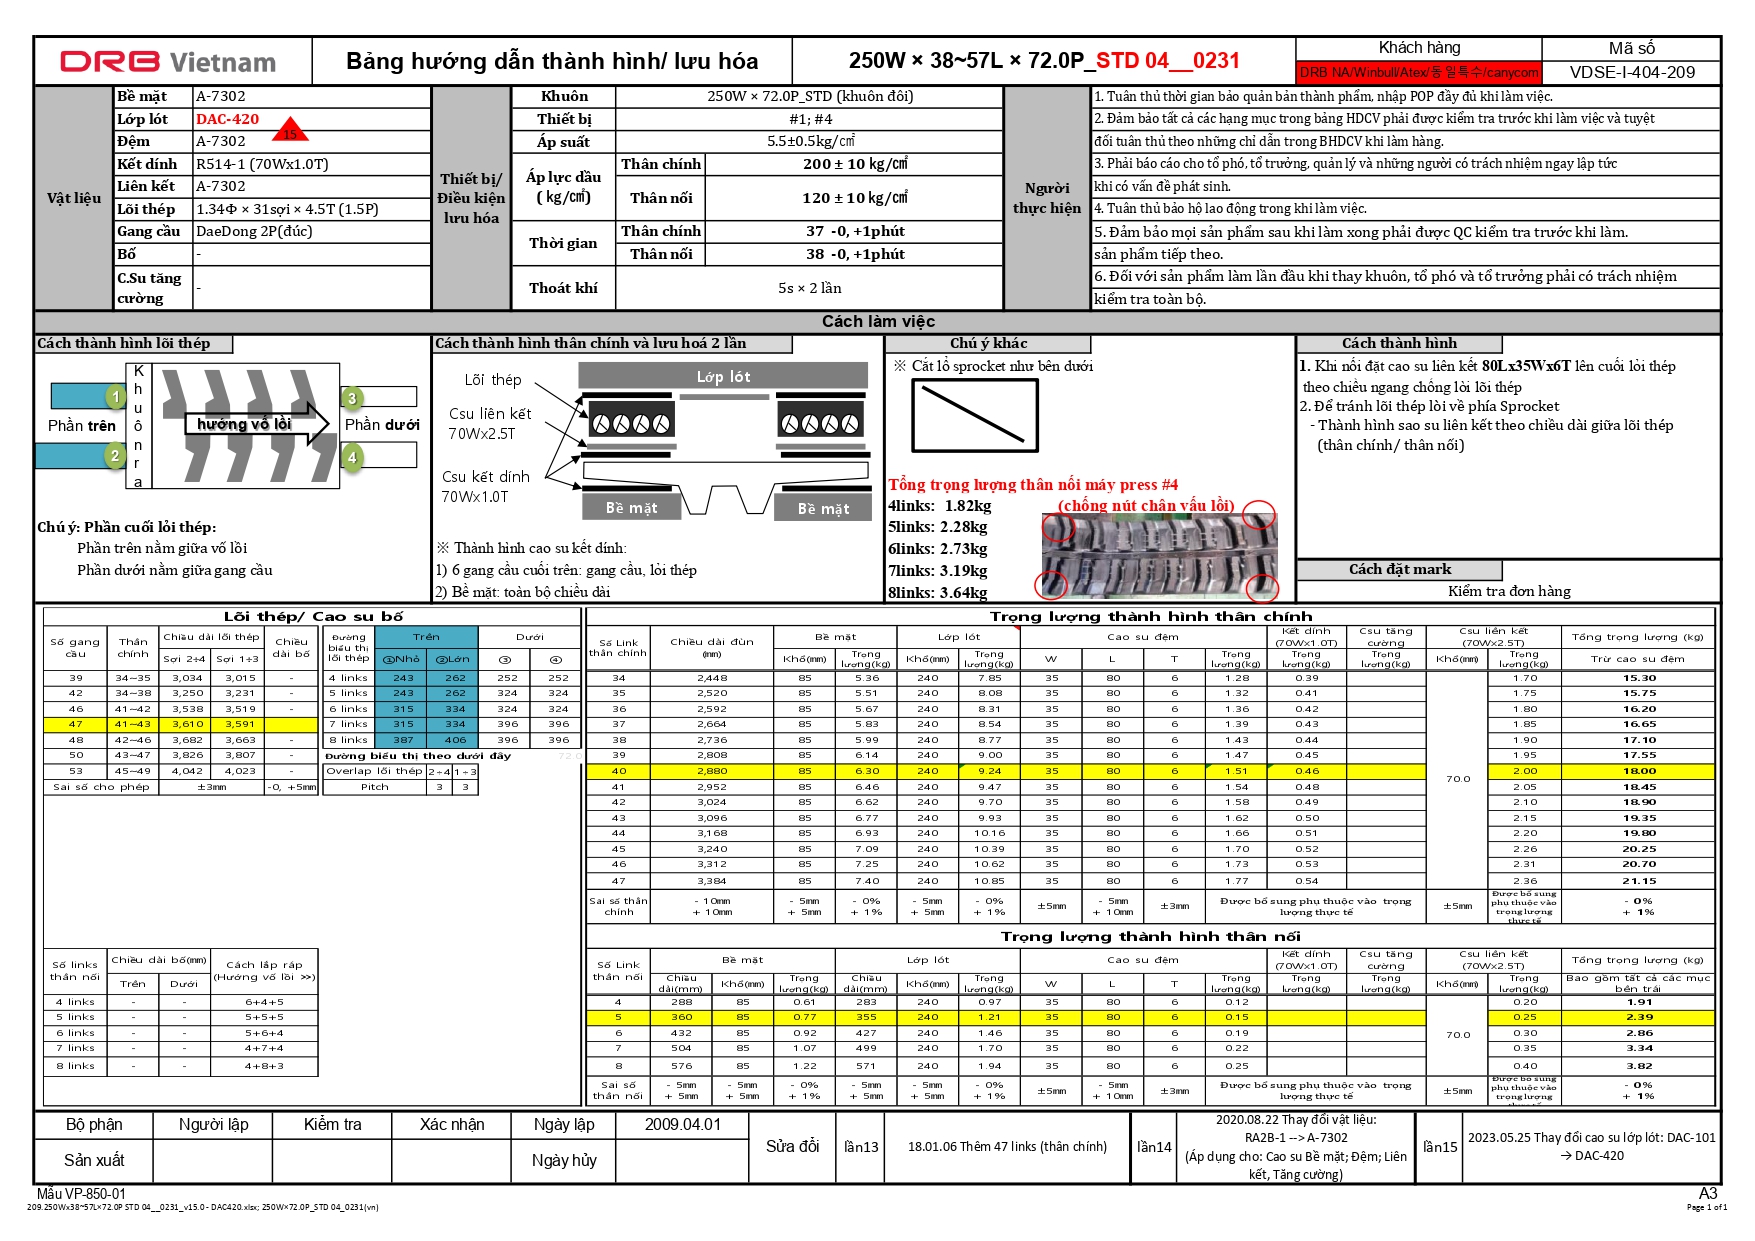 DRB Vietnam
Bảng hướng dẫn thành hình/ lưu hóa
250W × 38~57L × 72.0P_STD 04__0231
Khách hàng
Mã số
DRB NA/Winbull/Atex/동일특수/canycom
VDSE-I-404-209
Vật liệu
Bề mặt A-7302
Lớp lót DAC-420
15
Đệm A-7302
Kết dính R514-1 (70Wx1.0T)
Liên kết A-7302
Lõi thép 1.34Φ × 31sợi × 4.5T (1.5P)
Gang cầu DaeDong 2P(đúc)
Bố -
C.Su tăng cường -
Thiết bị/ Điều kiện lưu hóa
Khuôn 250W × 72.0P_STD (khuôn đôi)
Thiết bị #1; #4
Áp suất 5.5±0.5kg/㎠
Áp lực dầu ( kg/㎠)
Thân chính 200 ± 10 kg/㎠
Thân nối 120 ± 10 kg/㎠
Thời gian
Thân chính 37 -0, +1phút
Thân nối 38 -0, +1phút
Thoát khí 5s × 2 lần
Người thực hiện
1. Tuân thủ thời gian bảo quản bản thành phẩm, nhập POP đầy đủ khi làm việc.
2. Đảm bảo tất cả các hạng mục trong bảng HDCV phải được kiểm tra trước khi làm việc và tuyệt
đối tuân thủ theo những chỉ dẫn trong BHDCV khi làm hàng.
3. Phải báo cáo cho tổ phó, tổ trưởng, quản lý và những người có trách nhiệm ngay lập tức
khi có vấn đề phát sinh.
4. Tuân thủ bảo hộ lao động trong khi làm việc.
5. Đảm bảo mọi sản phẩm sau khi làm xong phải được QC kiểm tra trước khi làm.
sản phẩm tiếp theo.
6. Đối với sản phẩm làm lần đầu khi thay khuôn, tổ phó và tổ trưởng phải có trách nhiệm
kiểm tra toàn bộ.
Cách làm việc
Cách thành hình lõi thép
Khuôn ra
1
2
3
4
Phần trên
hướng vố lồi
Phần dưới
Chú ý: Phần cuối lỏi thép:
Phần trên nằm giữa vố lồi
Phần dưới nằm giữa gang cầu
Cách thành hình thân chính và lưu hoá 2 lần
Lõi thép
Lớp lót
Csu liên kết
70Wx2.5T
Csu kết dính
70Wx1.0T
Bề mặt
Bề mặt
※ Thành hình cao su kết dính:
1) 6 gang cầu cuối trên: gang cầu, lỏi thép
2) Bề mặt: toàn bộ chiều dài
Chú ý khác
※ Cắt lổ sprocket như bên dưới
Tổng trọng lượng thân nối máy press #4
4links: 1.82kg
(chống nút chân vấu lồi)
5links: 2.28kg
6links: 2.73kg
7links: 3.19kg
8links: 3.64kg
Cách thành hình
1. Khi nối đặt cao su liên kết 80Lx35Wx6T lên cuối lỏi thép
theo chiều ngang chống lòi lõi thép
2. Để tránh lõi thép lòi về phía Sprocket
- Thành hình sao su liên kết theo chiều dài giữa lõi thép
(thân chính/ thân nối)
Cách đặt mark
Kiểm tra đơn hàng
Lõi thép/ Cao su bố
Số gang cầu | Thân chính | Chiều dài lõi thép | Chiều dài bố
Sợi 2÷4 | Sợi 1÷3
39 34~35 3,034 3,015 -
42 34~38 3,250 3,231 -
46 41~42 3,538 3,519 -
47 41~43 3,610 3,591
48 42~46 3,682 3,663 -
50 43~47 3,826 3,807 -
53 45~49 4,042 4,023 -
Sai số cho phép ±3mm -0, +5mm
Đường biểu thị lõi thép | Trên | Dưới
①Nhỏ ②Lớn ③ ④
4 links 243 262 252 252
5 links 243 262 324 324
6 links 315 334 324 324
7 links 315 334 396 396
8 links 387 406 396 396
Đường biểu thị theo dưới đây 72.0
Overlap lõi thép 2÷4 1÷3
Pitch 3 3
Trọng lượng thành hình thân chính
Số Link thân chính | Chiều dài đùn (mm) | Bề mặt | Lớp lót | Cao su đệm | Kết dính (70Wx1.0T) | Csu tăng cường | Csu liên kết (70Wx2.5T) | Tổng trọng lượng (kg)
Khổ(mm) | Trọng lượng(kg) | Khổ(mm) | Trọng lượng(kg) | W | L | T | Trọng lượng(kg) | Trọng lượng(kg) | Trọng lượng(kg) | Khổ(mm) | Trọng lượng(kg) | Trừ cao su đệm
34 2,448 85 5.36 240 7.85 35 80 6 1.28 0.39 1.70 15.30
35 2,520 85 5.51 240 8.08 35 80 6 1.32 0.41 1.75 15.75
36 2,592 85 5.67 240 8.31 35 80 6 1.36 0.42 1.80 16.20
37 2,664 85 5.83 240 8.54 35 80 6 1.39 0.43 1.85 16.65
38 2,736 85 5.99 240 8.77 35 80 6 1.43 0.44 1.90 17.10
39 2,808 85 6.14 240 9.00 35 80 6 1.47 0.45 1.95 17.55
40 2,880 85 6.30 240 9.24 35 80 6 1.51 0.46 2.00 18.00
70.0
41 2,952 85 6.46 240 9.47 35 80 6 1.54 0.48 2.05 18.45
42 3,024 85 6.62 240 9.70 35 80 6 1.58 0.49 2.10 18.90
43 3,096 85 6.77 240 9.93 35 80 6 1.62 0.50 2.15 19.35
44 3,168 85 6.93 240 10.16 35 80 6 1.66 0.51 2.20 19.80
45 3,240 85 7.09 240 10.39 35 80 6 1.70 0.52 2.26 20.25
46 3,312 85 7.25 240 10.62 35 80 6 1.73 0.53 2.31 20.70
47 3,384 85 7.40 240 10.85 35 80 6 1.77 0.54 2.36 21.15
Sai số thân chính | - 10mm + 10mm | - 5mm + 5mm | - 0% + 1% | - 5mm + 5mm | - 0% + 1% | ±5mm | - 5mm + 10mm | ±3mm | Được bổ sung phụ thuộc vào trọng lượng thực tế | ±5mm | Được bổ sung phụ thuộc vào trong lượng thực tế | - 0% + 1%
Số links thân nối | Chiều dài bố(mm) | Cách lắp ráp (Hướng vố lồi >>)
Trên | Dưới
4 links - - 6+4+5
5 links - - 5+5+5
6 links - - 5+6+4
7 links - - 4+7+4
8 links - - 4+8+3
Trọng lượng thành hình thân nối
Số Link thân nối | Bề mặt | Lớp lót | Cao su đệm | Kết dính (70Wx1.0T) | Csu tăng cường | Csu liên kết (70Wx2.5T) | Tổng trọng lượng (kg)
Chiều dài(mm) | Khổ(mm) | Trọng lượng(kg) | Chiều dài(mm) | Khổ(mm) | Trọng lượng(kg) | W | L | T | Trọng lượng(kg) | Trọng lượng(kg) | Trọng lượng(kg) | Khổ(mm) | Trọng lượng(kg) | Bao gồm tất cả các mục bên trái
4 288 85 0.61 283 240 0.97 35 80 6 0.12 0.20 1.91
5 360 85 0.77 355 240 1.21 35 80 6 0.15 0.25 2.39
6 432 85 0.92 427 240 1.46 35 80 6 0.19 70.0 0.30 2.86
7 504 85 1.07 499 240 1.70 35 80 6 0.22 0.35 3.34
8 576 85 1.22 571 240 1.94 35 80 6 0.25 0.40 3.82
Sai số thân nối | - 5mm + 5mm | - 5mm + 5mm | - 0% + 1% | - 5mm + 5mm | - 5mm + 5mm | - 0% + 1% | ±5mm | - 5mm + 10mm | ±3mm | Được bổ sung phụ thuộc vào trọng lượng thực tế | ±5mm | Được bổ sung phụ thuộc vào trong lượng | - 0% + 1%
Bộ phận | Người lập | Kiểm tra | Xác nhận | Ngày lập | 2009.04.01
Sản xuất | Ngày hủy
Sửa đổi
lần13
18.01.06 Thêm 47 links (thân chính)
lần14
2020.08.22 Thay đổi vật liệu:
RA2B-1 --> A-7302
(Áp dụng cho: Cao su Bề mặt; Đệm; Liên
kết, Tăng cường)
lần15
2023.05.25 Thay đổi cao su lớp lót: DAC-101
→ DAC-420
Mẫu VP-850-01
A3
209.250Wx38~57L×72.0P STD 04__0231_v15.0 - DAC420.xlsx; 250W×72.0P_STD 04_0231(vn)
Page 1 of 1